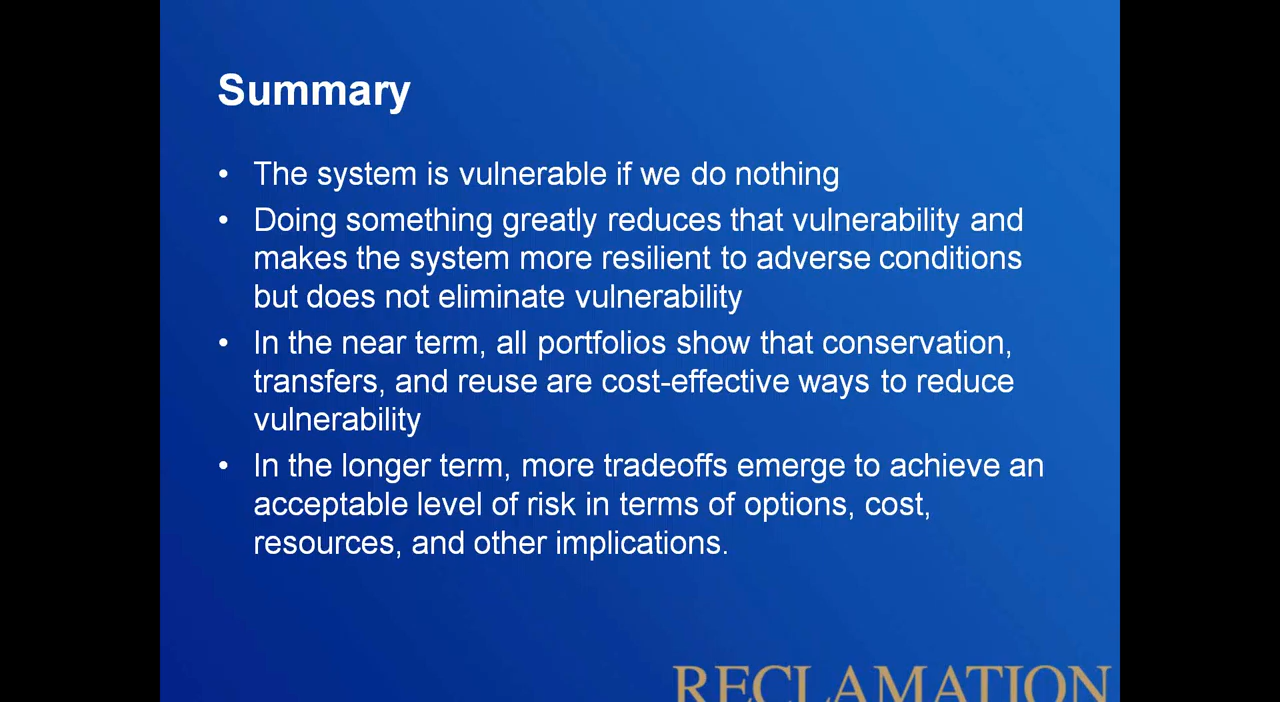 Summary
• The system is vulnerable if we do nothing
• Doing something greatly reduces that vulnerability and
makes the system more resilient to adverse conditions
but does not eliminate vulnerability
• In the near term, all portfolios show that conservation,
transfers, and reuse are cost-effective ways to reduce
vulnerability
• In the longer term, more tradeoffs emerge to achieve an
acceptable level of risk in terms of options, cost,
resources, and other implications.
RECLAMATION